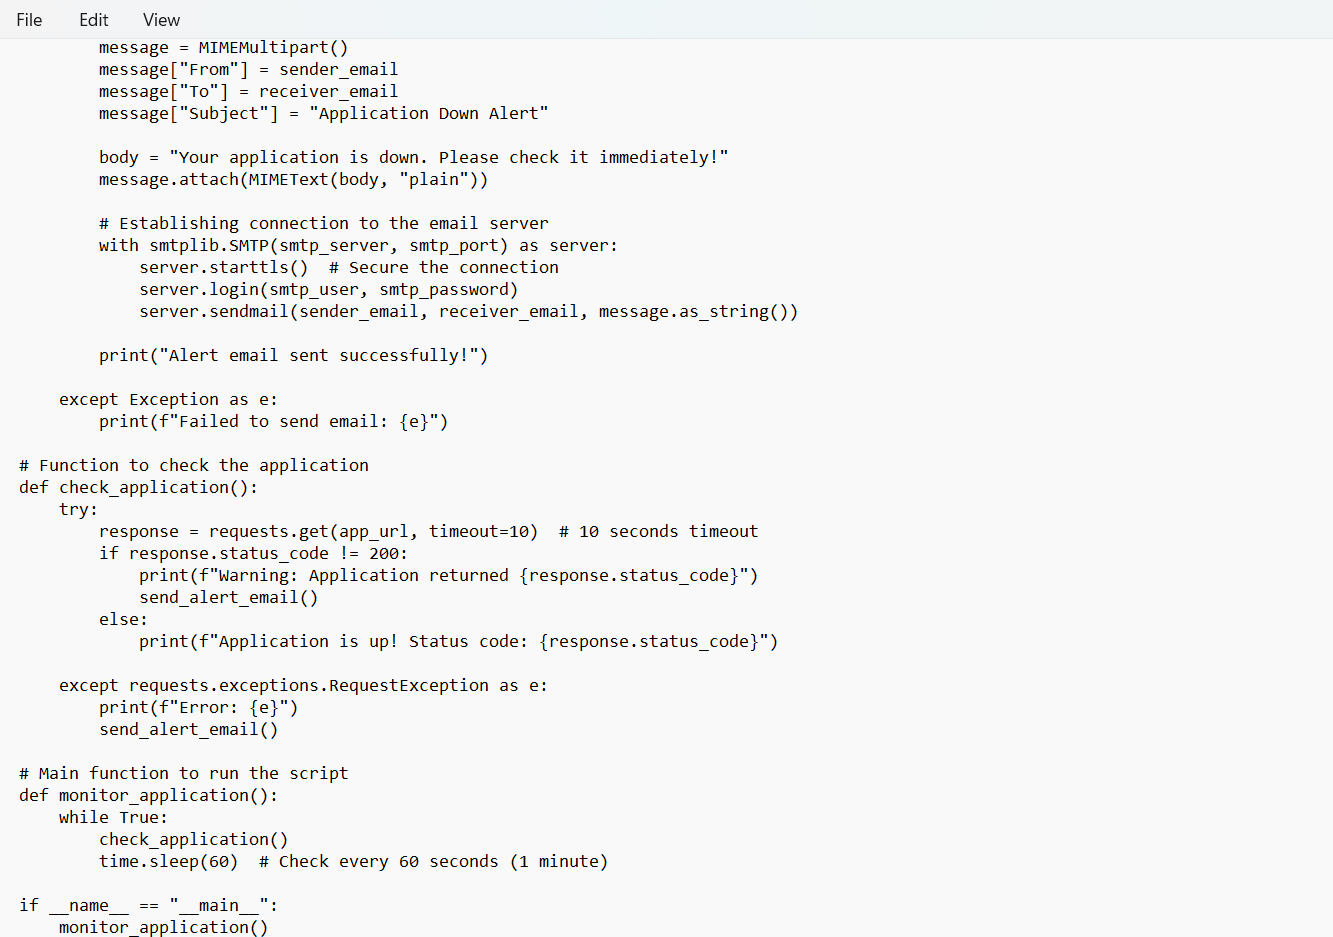 File Edit View
        message = MIMEMultipart()
        message["From"] = sender_email
        message["To"] = receiver_email
        message["Subject"] = "Application Down Alert"

        body = "Your application is down. Please check it immediately!"
        message.attach(MIMEText(body, "plain"))

        # Establishing connection to the email server
        with smtplib.SMTP(smtp_server, smtp_port) as server:
            server.starttls()  # Secure the connection
            server.login(smtp_user, smtp_password)
            server.sendmail(sender_email, receiver_email, message.as_string())

        print("Alert email sent successfully!")

    except Exception as e:
        print(f"Failed to send email: {e}")

# Function to check the application
def check_application():
    try:
        response = requests.get(app_url, timeout=10)  # 10 seconds timeout
        if response.status_code != 200:
            print(f"Warning: Application returned {response.status_code}")
            send_alert_email()
        else:
            print(f"Application is up! Status code: {response.status_code}")

    except requests.exceptions.RequestException as e:
        print(f"Error: {e}")
        send_alert_email()

# Main function to run the script
def monitor_application():
    while True:
        check_application()
        time.sleep(60)  # Check every 60 seconds (1 minute)

if __name__ == "__main__":
    monitor_application()